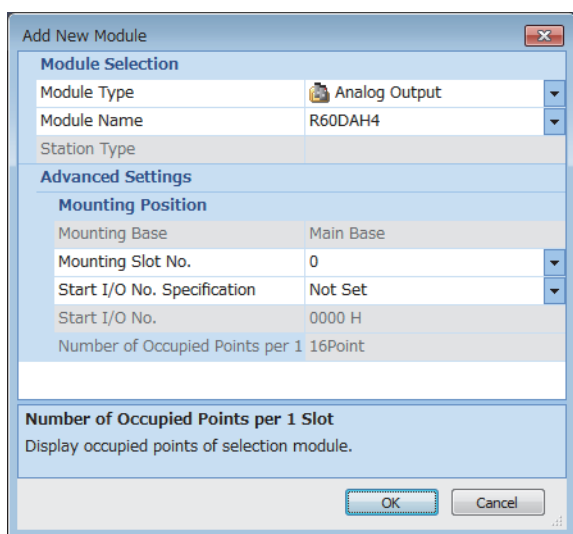 Add New Module
Module Selection
Module Type Analog Output
Module Name R60DAH4
Station Type
Advanced Settings
Mounting Position
Mounting Base Main Base
Mounting Slot No. 0
Start I/O No. Specification Not Set
Start I/O No. 0000 H
Number of Occupied Points per 1 16Point
Number of Occupied Points per 1 Slot
Display occupied points of selection module.
OK Cancel